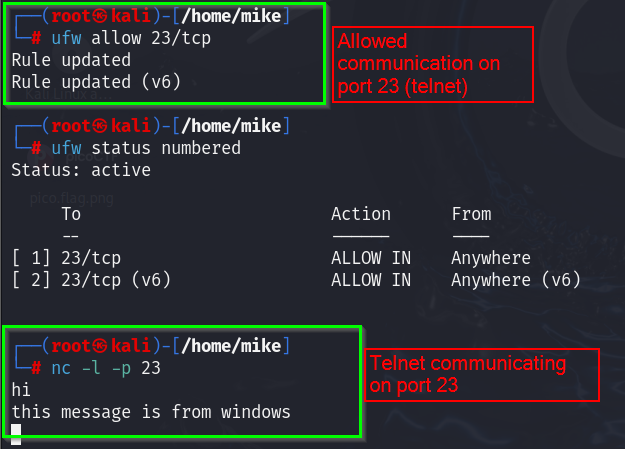 ┌──(root㉿kali)-[/home/mike]
└─# ufw allow 23/tcp
Rule updated
Rule updated (v6)
Allowed
communication on
port 23 (telnet)
┌──(root㉿kali)-[/home/mike]
└─# ufw status numbered
Status: active
pico.flag.png
To Action From
-- ------ ----
[ 1] 23/tcp ALLOW IN Anywhere
[ 2] 23/tcp (v6) ALLOW IN Anywhere (v6)
┌──(root㉿kali)-[/home/mike]
└─# nc -l -p 23
hi
this message is from windows
Telnet communicating
on port 23